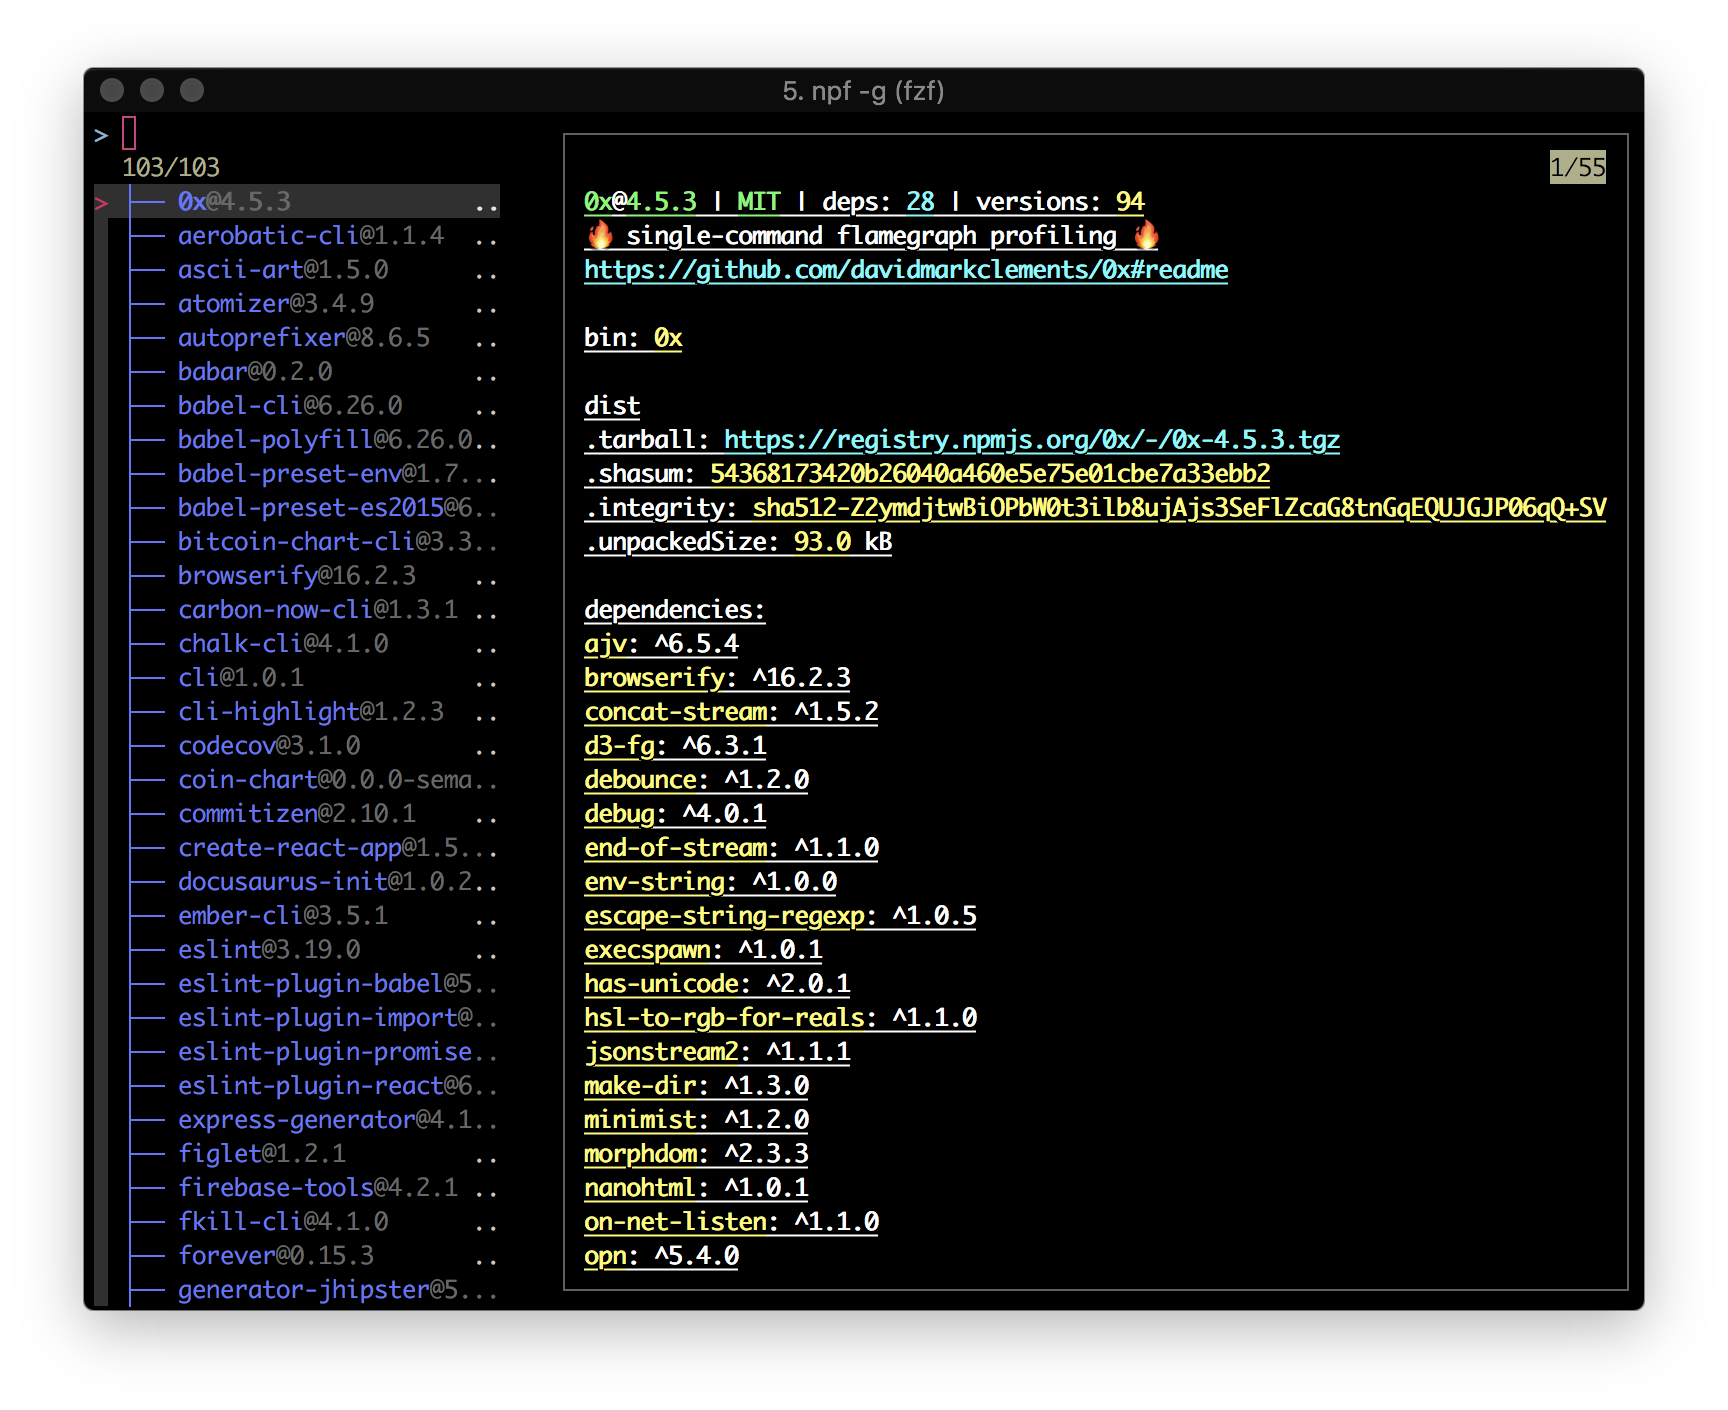 5. npf -g (fzf)
>
103/103
> ├── 0x@4.5.3 ..
├── aerobatic-cli@1.1.4 ..
├── ascii-art@1.5.0 ..
├── atomizer@3.4.9 ..
├── autoprefixer@8.6.5 ..
├── babar@0.2.0 ..
├── babel-cli@6.26.0 ..
├── babel-polyfill@6.26.0..
├── babel-preset-env@1.7...
├── babel-preset-es2015@6..
├── bitcoin-chart-cli@3.3..
├── browserify@16.2.3 ..
├── carbon-now-cli@1.3.1 ..
├── chalk-cli@4.1.0 ..
├── cli@1.0.1 ..
├── cli-highlight@1.2.3 ..
├── codecov@3.1.0 ..
├── coin-chart@0.0.0-sema..
├── commitizen@2.10.1 ..
├── create-react-app@1.5...
├── docusaurus-init@1.0.2..
├── ember-cli@3.5.1 ..
├── eslint@3.19.0 ..
├── eslint-plugin-babel@5..
├── eslint-plugin-import@..
├── eslint-plugin-promise..
├── eslint-plugin-react@6..
├── express-generator@4.1..
├── figlet@1.2.1 ..
├── firebase-tools@4.2.1 ..
├── fkill-cli@4.1.0 ..
├── forever@0.15.3 ..
├── generator-jhipster@5...
1/55
0x@4.5.3 | MIT | deps: 28 | versions: 94
🔥 single-command flamegraph profiling 🔥
https://github.com/davidmarkclements/0x#readme
bin: 0x
dist
.tarball: https://registry.npmjs.org/0x/-/0x-4.5.3.tgz
.shasum: 54368173420b26040a460e5e75e01cbe7a33ebb2
.integrity: sha512-Z2ymdjtwBiOPbW0t3ilb8ujAjs3SeFlZcaG8tnGqEQUJGJP06qQ+SV
.unpackedSize: 93.0 kB
dependencies:
ajv: ^6.5.4
browserify: ^16.2.3
concat-stream: ^1.5.2
d3-fg: ^6.3.1
debounce: ^1.2.0
debug: ^4.0.1
end-of-stream: ^1.1.0
env-string: ^1.0.0
escape-string-regexp: ^1.0.5
execspawn: ^1.0.1
has-unicode: ^2.0.1
hsl-to-rgb-for-reals: ^1.1.0
jsonstream2: ^1.1.1
make-dir: ^1.3.0
minimist: ^1.2.0
morphdom: ^2.3.3
nanohtml: ^1.0.1
on-net-listen: ^1.1.0
opn: ^5.4.0